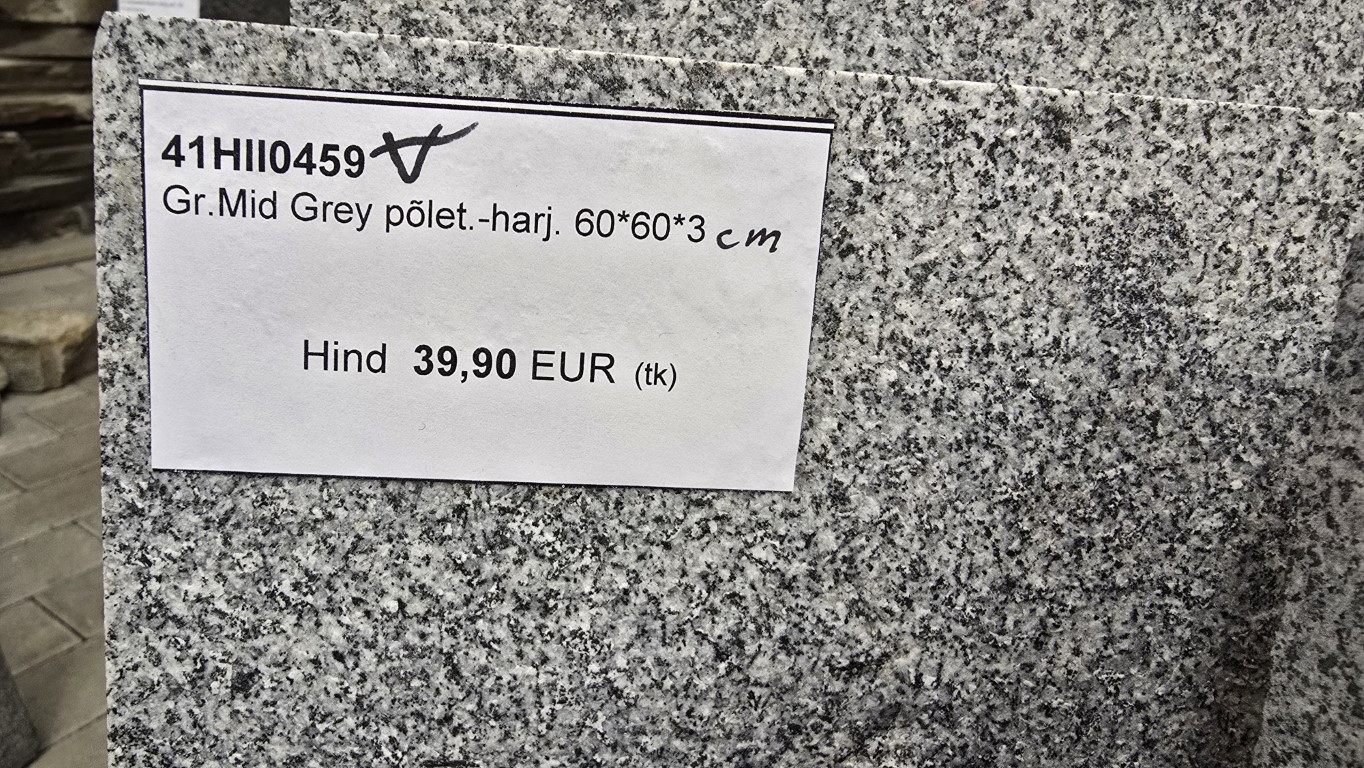 41HII0459
Gr.Mid Grey põlet.-harj. 60*60*3 cm
Hind 39,90 EUR (tk)